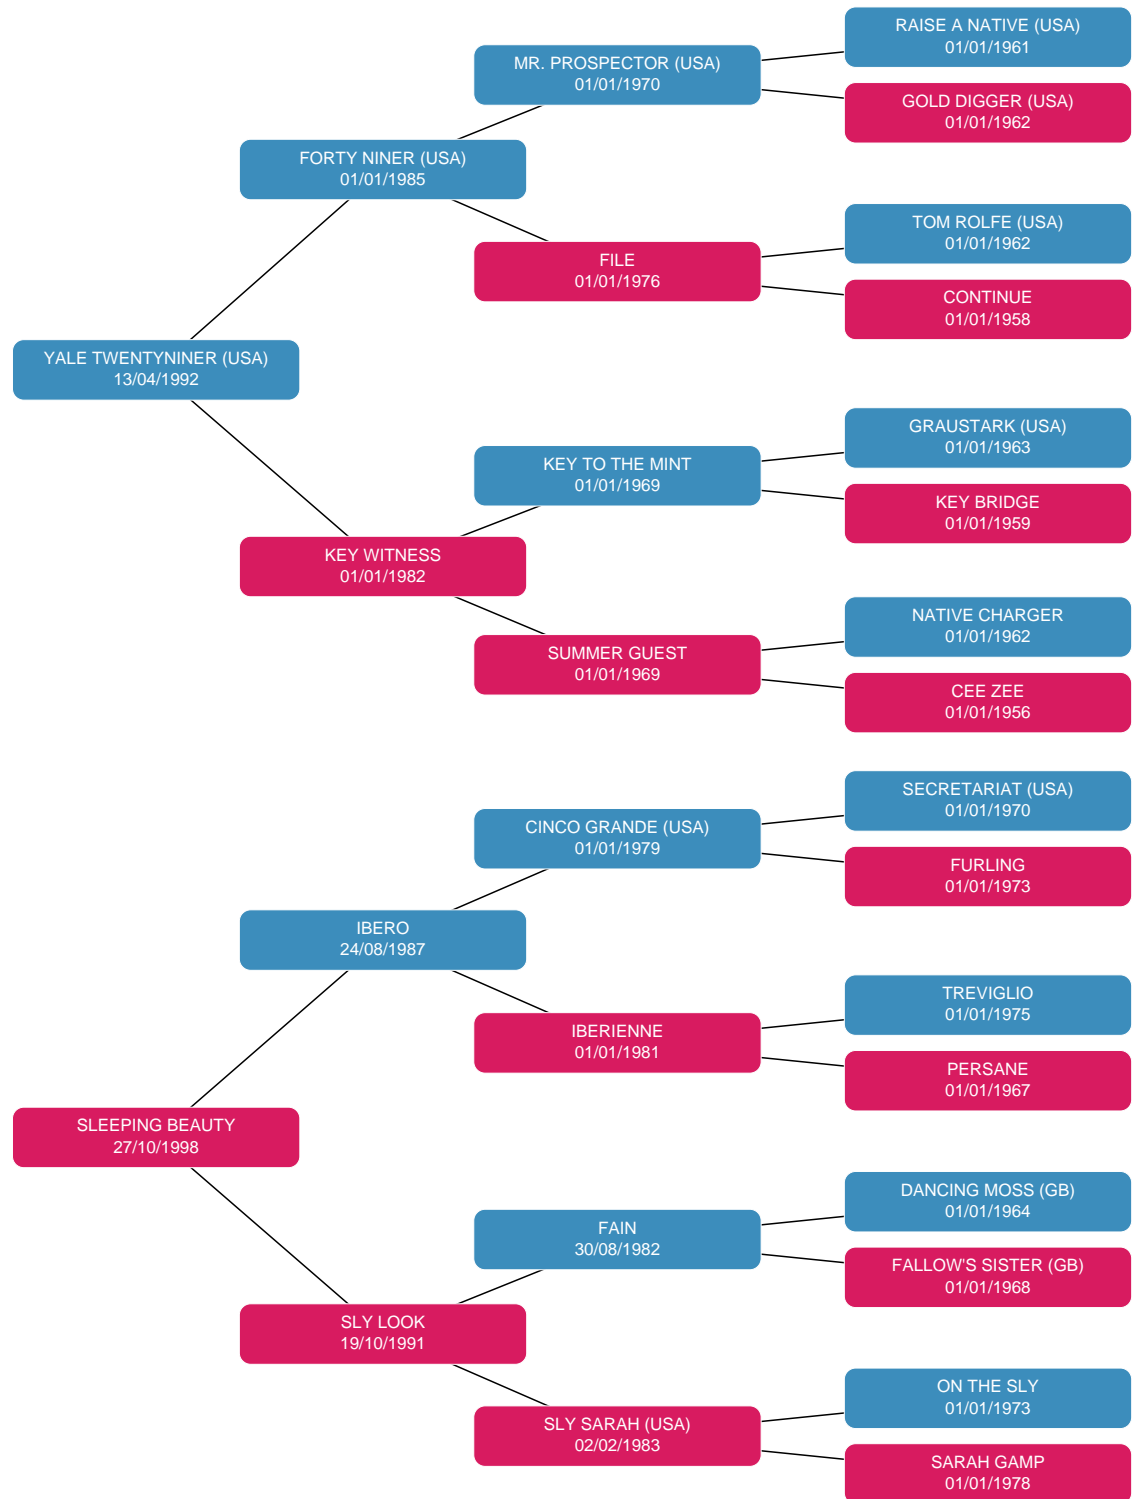 RAISE A NATIVE (USA)
01/01/1961
MR. PROSPECTOR (USA)
01/01/1970
GOLD DIGGER (USA)
01/01/1962
FORTY NINER (USA)
01/01/1985
TOM ROLFE (USA)
01/01/1962
FILE
01/01/1976
CONTINUE
01/01/1958
YALE TWENTYNINER (USA)
13/04/1992
GRAUSTARK (USA)
01/01/1963
KEY TO THE MINT
01/01/1969
KEY BRIDGE
01/01/1959
KEY WITNESS
01/01/1982
NATIVE CHARGER
01/01/1962
SUMMER GUEST
01/01/1969
CEE ZEE
01/01/1956
SECRETARIAT (USA)
01/01/1970
CINCO GRANDE (USA)
01/01/1979
FURLING
01/01/1973
IBERO
24/08/1987
TREVIGLIO
01/01/1975
IBERIENNE
01/01/1981
PERSANE
01/01/1967
SLEEPING BEAUTY
27/10/1998
DANCING MOSS (GB)
01/01/1964
FAIN
30/08/1982
FALLOW'S SISTER (GB)
01/01/1968
SLY LOOK
19/10/1991
ON THE SLY
01/01/1973
SLY SARAH (USA)
02/02/1983
SARAH GAMP
01/01/1978